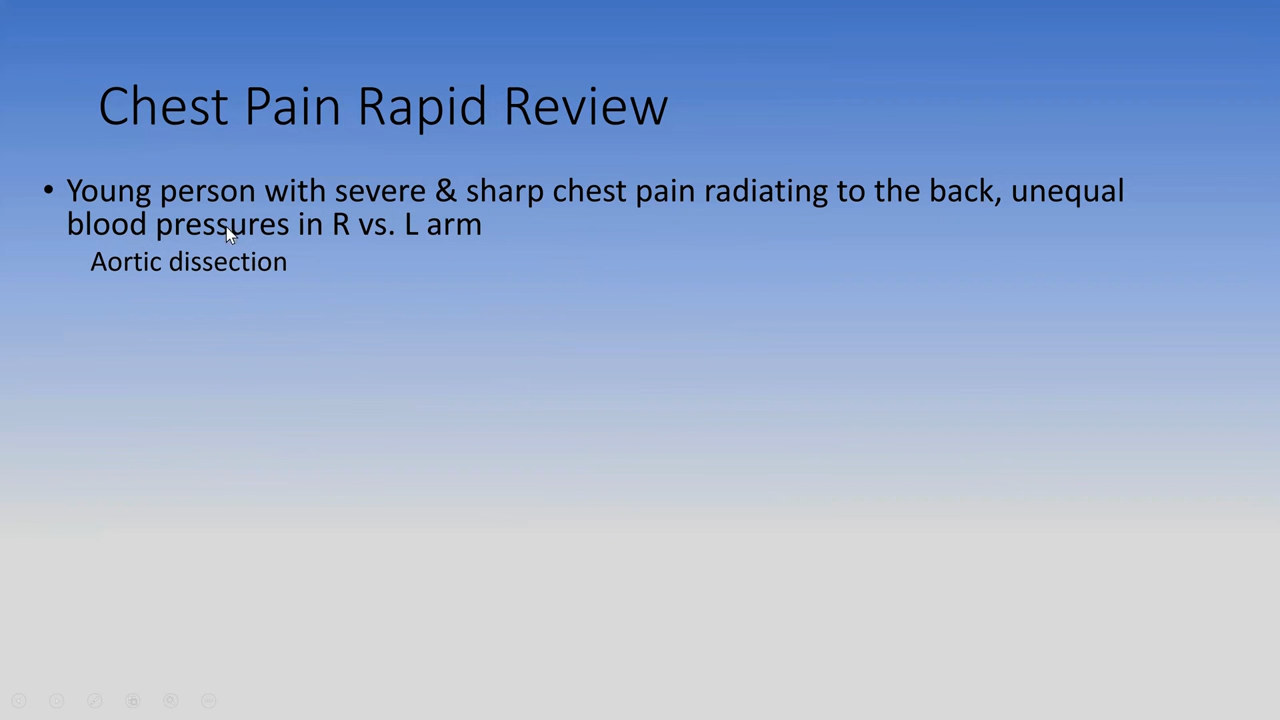 Chest Pain Rapid Review
• Young person with severe & sharp chest pain radiating to the back, unequal
blood pressures in R vs. L arm
Aortic dissection